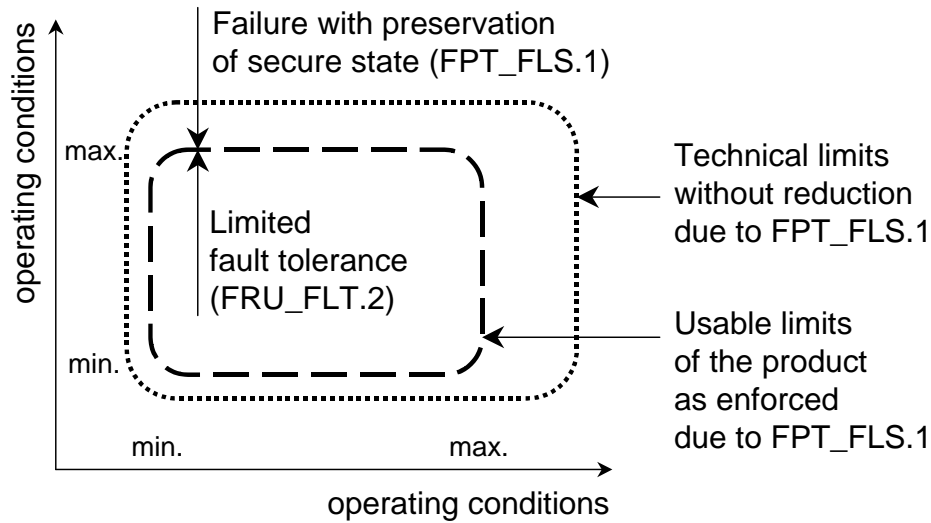 Failure with preservation
of secure state (FPT_FLS.1)
operating conditions
max.
min.
Limited
fault tolerance
(FRU_FLT.2)
Technical limits
without reduction
due to FPT_FLS.1
Usable limits
of the product
as enforced
due to FPT_FLS.1
min.
max.
operating conditions